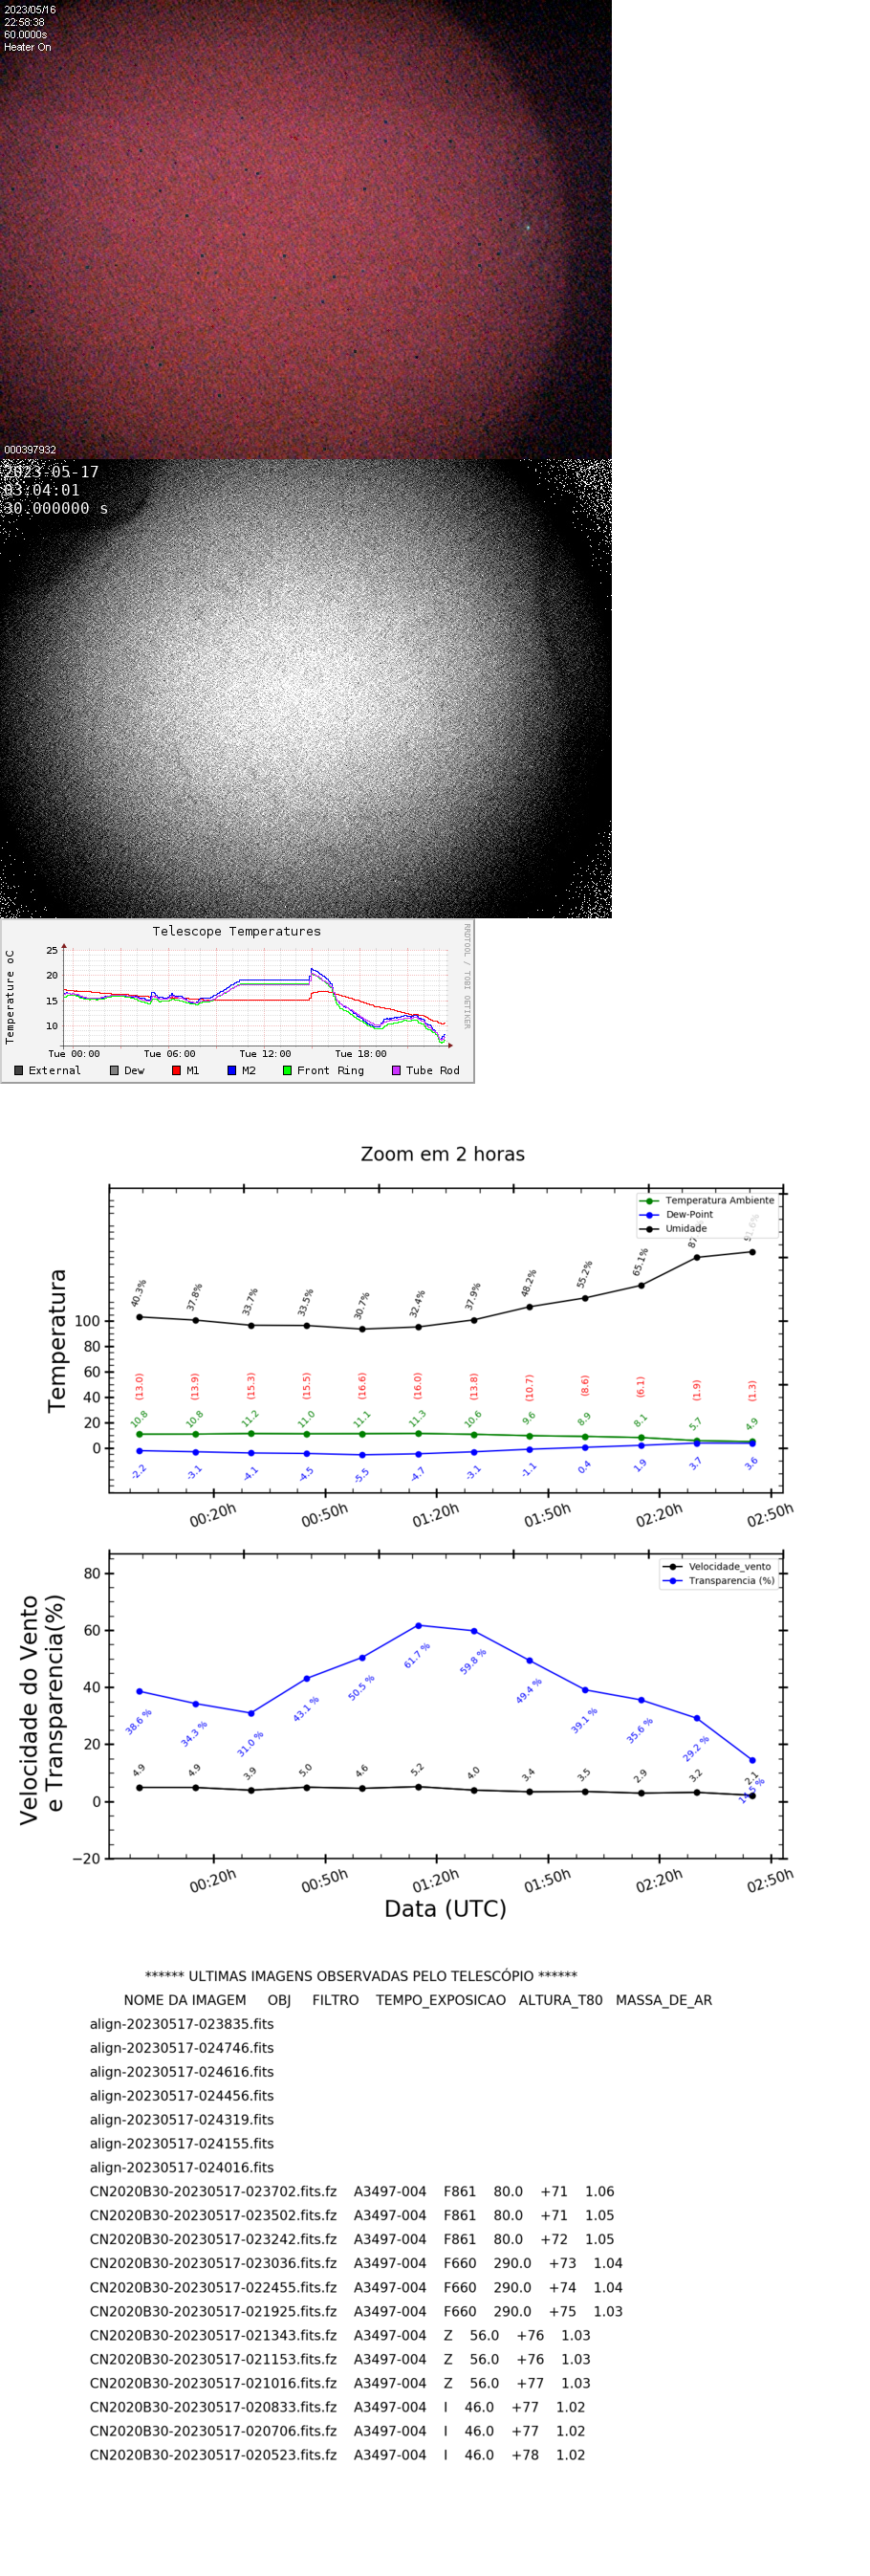 2023/05/16
22:58:38
60.0000s
Heater On
000397932
2023-05-17
03:04:01
30.000000 s
Telescope Temperatures
RRDTOOL / TOBI OETIKER
Temperature oC
25
20
15
10
Tue 00:00 Tue 06:00 Tue 12:00 Tue 18:00
External Dew M1 M2 Front Ring Tube Rod
Zoom em 2 horas
Temperatura Ambiente
Dew-Point
Umidade
Temperatura
40.3% 37.8% 33.7% 33.5% 30.7% 32.4% 37.9% 48.2% 55.2% 65.1%
100
80
60
40
20
0
(13.0) (13.9) (15.3) (15.5) (16.6) (16.0) (13.8) (10.7) (8.6) (6.1) (1.9) (1.3)
10.8 10.8 11.2 11.0 11.1 11.3 10.6 9.6 8.9 8.1 5.7 4.9
-2.2 -3.1 -4.1 -4.5 -5.5 -4.7 -3.1 -1.1 0.4 1.9 3.7 3.6
00:20h 00:50h 01:20h 01:50h 02:20h 02:50h
Velocidade_vento
Transparencia (%)
Velocidade do Vento
e Transparencia(%)
80
60
40
20
0
−20
38.6 % 34.3 % 31.0 % 43.1 % 50.5 % 61.7 % 59.8 % 49.4 % 39.1 % 35.6 % 29.2 %
4.9 4.9 3.9 5.0 4.6 5.2 4.0 3.4 3.5 2.9 3.2 2.1
00:20h 00:50h 01:20h 01:50h 02:20h 02:50h
Data (UTC)
****** ULTIMAS IMAGENS OBSERVADAS PELO TELESCÓPIO ******
NOME DA IMAGEM OBJ FILTRO TEMPO_EXPOSICAO ALTURA_T80 MASSA_DE_AR
align-20230517-023835.fits
align-20230517-024746.fits
align-20230517-024616.fits
align-20230517-024456.fits
align-20230517-024319.fits
align-20230517-024155.fits
align-20230517-024016.fits
CN2020B30-20230517-023702.fits.fz A3497-004 F861 80.0 +71 1.06
CN2020B30-20230517-023502.fits.fz A3497-004 F861 80.0 +71 1.05
CN2020B30-20230517-023242.fits.fz A3497-004 F861 80.0 +72 1.05
CN2020B30-20230517-023036.fits.fz A3497-004 F660 290.0 +73 1.04
CN2020B30-20230517-022455.fits.fz A3497-004 F660 290.0 +74 1.04
CN2020B30-20230517-021925.fits.fz A3497-004 F660 290.0 +75 1.03
CN2020B30-20230517-021343.fits.fz A3497-004 Z 56.0 +76 1.03
CN2020B30-20230517-021153.fits.fz A3497-004 Z 56.0 +76 1.03
CN2020B30-20230517-021016.fits.fz A3497-004 Z 56.0 +77 1.03
CN2020B30-20230517-020833.fits.fz A3497-004 I 46.0 +77 1.02
CN2020B30-20230517-020706.fits.fz A3497-004 I 46.0 +77 1.02
CN2020B30-20230517-020523.fits.fz A3497-004 I 46.0 +78 1.02